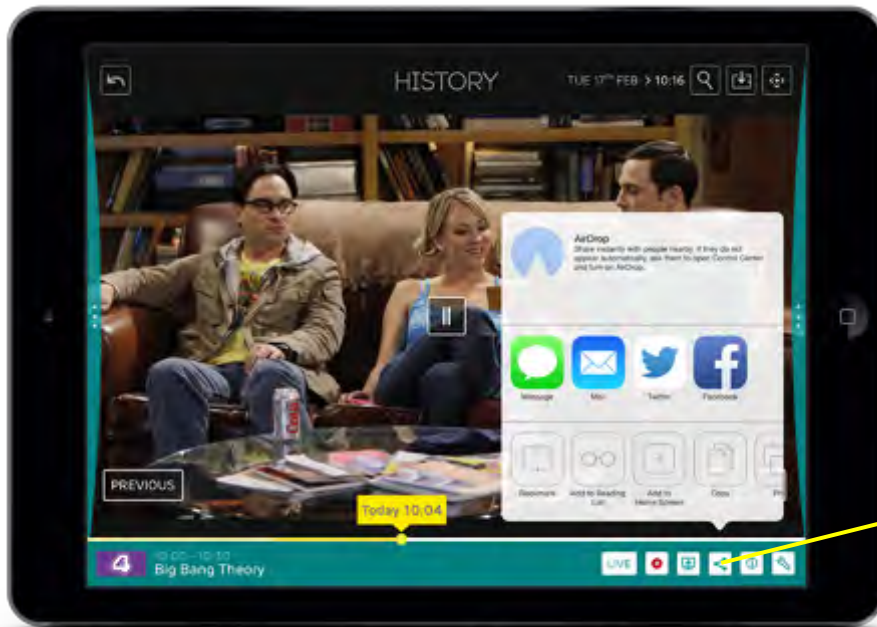 HISTORY
TUE 17TH FEB > 10:16
AirDrop
Share instantly with people nearby. If they do not
appear automatically, ask them to open Control Center
and turn on AirDrop.
Message
Mail
Twitter
Facebook
Bookmark
Add to Reading
List
Add to
Home Screen
Copy
Pri
PREVIOUS
Today 10:04
4
10:00 - 10:30
Big Bang Theory
LIVE